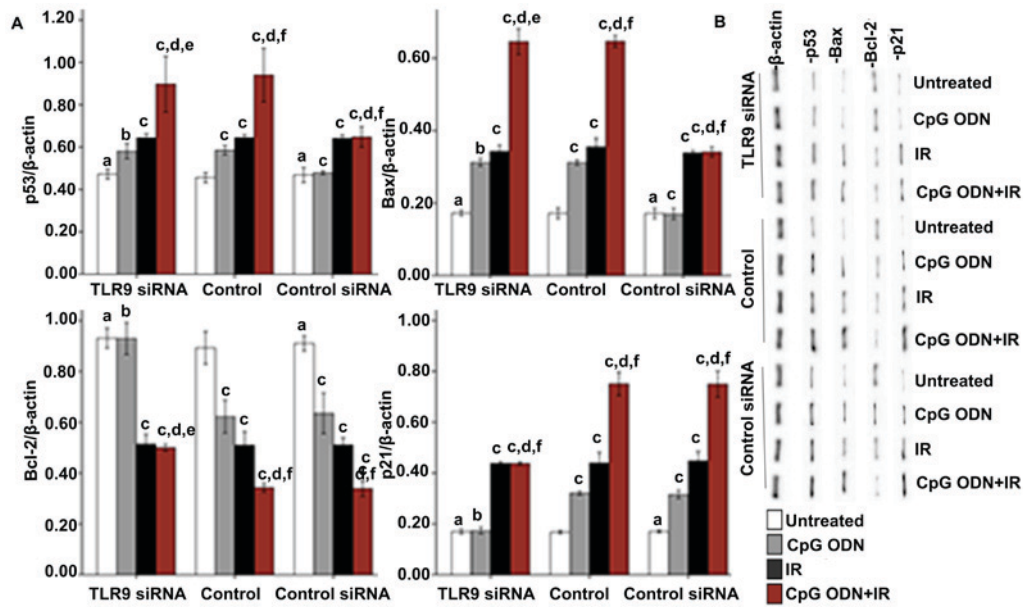 A
p53/β-actin
1.20
1.00
0.80
0.60
0.40
0.20
0.00
a
b
c
c,d,e
c
c
c,d,f
a
c
c
c,d,f
TLR9 siRNA Control Control siRNA
Bax/β-actin
0.60
0.40
0.20
0.00
a
b
c
c,d,e
c
c
c,d,f
a
c
c
c,d,f
TLR9 siRNA Control Control siRNA
Bcl-2/β-actin
1.00
0.80
0.60
0.40
0.20
0.00
a
b
c
c,d,e
c
c
c,d,f
a
c
c
c
d,f
TLR9 siRNA Control Control siRNA
p21/β-actin
1.00
0.80
0.60
0.40
0.20
0.00
a
b
c
c,d,f
c
c
c,d,f
a
c
c
c,d,f
TLR9 siRNA Control Control siRNA
B
-β-actin
-p53
-Bax
-Bcl-2
-p21
TLR9 siRNA
Untreated
CpG ODN
IR
CpG ODN+IR
Control
Untreated
CpG ODN
IR
CpG ODN+IR
Control siRNA
Untreated
CpG ODN
IR
CpG ODN+IR
Untreated
CpG ODN
IR
CpG ODN+IR